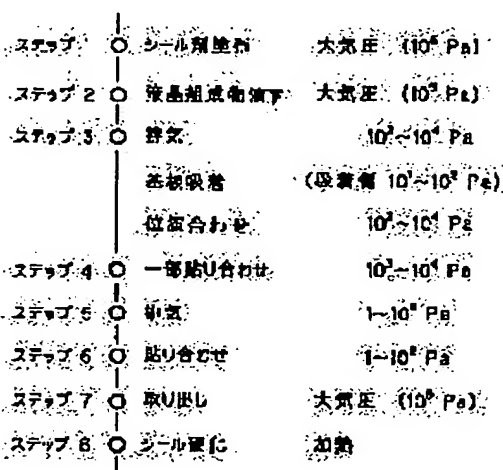 ステップ シール剤塗布 大気圧 (10⁵ Pa)
ステップ 2 液晶組成物滴下 大気圧 (10⁵ Pa)
ステップ 3 排気 10³~10⁴ Pa
基板吸着 (吸着側 10¹~10² Pa)
位置合わせ 10³~10⁴ Pa
ステップ 4 一部貼り合わせ 10³~10⁴ Pa
ステップ 5 排気 1~10² Pa
ステップ 6 貼り合わせ 1~10² Pa
ステップ 7 取り出し 大気圧 (10⁵ Pa)
ステップ 8 シール硬化 加熱